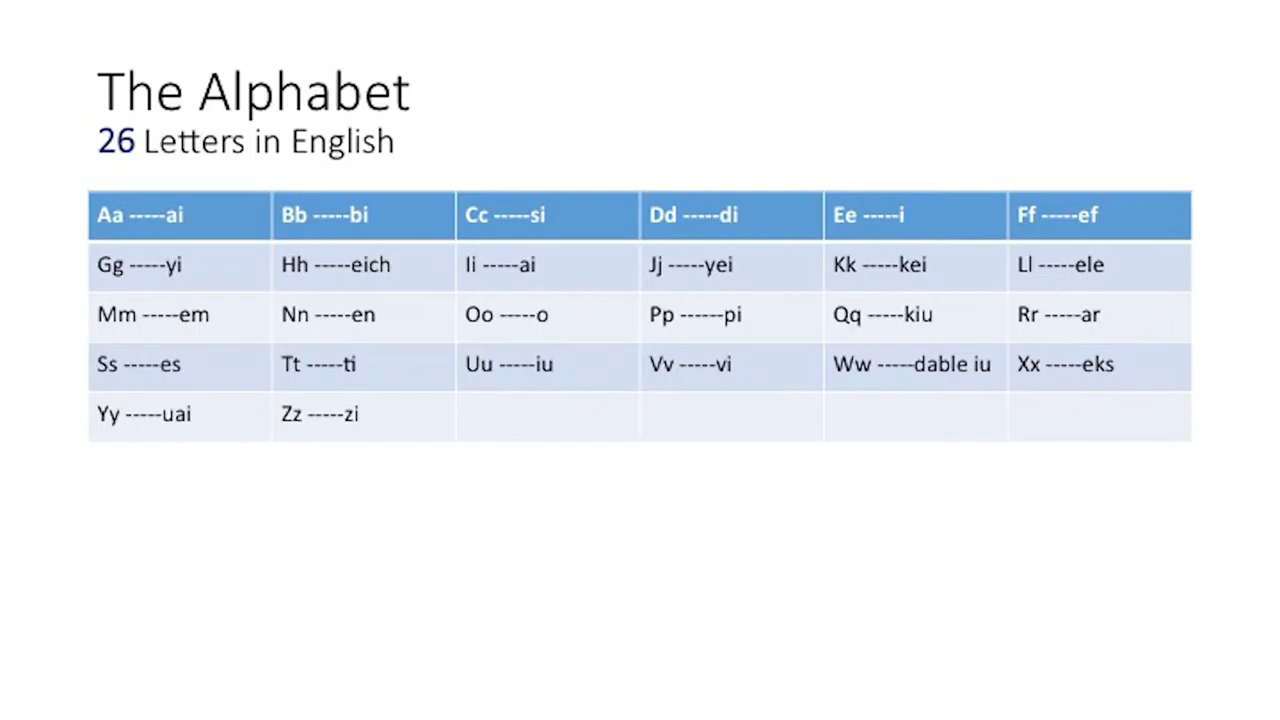 The Alphabet
26 Letters in English
Aa -----ai Bb -----bi Cc -----si Dd -----di Ee -----i Ff -----ef
Gg -----yi Hh -----eich Ii -----ai Jj -----yei Kk -----kei Ll -----ele
Mm -----em Nn -----en Oo -----o Pp ------pi Qq -----kiu Rr -----ar
Ss -----es Tt -----ti Uu -----iu Vv -----vi Ww -----dable iu Xx -----eks
Yy -----uai Zz -----zi